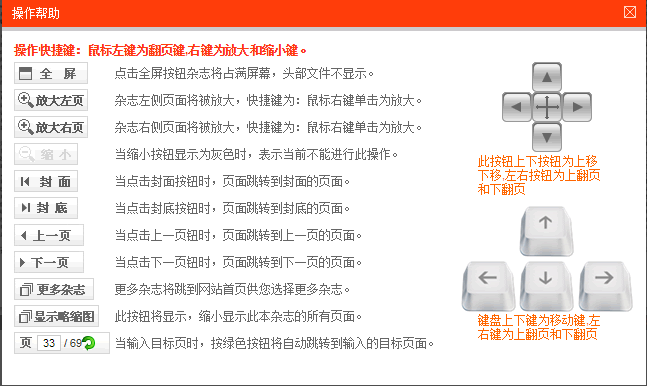 操作帮助
操作快捷键：鼠标左键为翻页键,右键为放大和缩小键。
全 屏 点击全屏按钮杂志将占满屏幕，头部文件不显示。
放大左页 杂志左侧页面将被放大，快捷键为：鼠标右键单击为放大。
放大右页 杂志右侧页面将被放大，快捷键为：鼠标右键单击为放大。
缩 小 当缩小按钮显示为灰色时，表示当前不能进行此操作。
封 面 当点击封面按钮时，页面跳转到封面的页面。
封 底 当点击封底按钮时，页面跳转到封底的页面。
上一页 当点击上一页钮时，页面跳转到上一页的页面。
下一页 当点击下一页钮时，页面跳转到下一页的页面。
更多杂志 更多杂志将跳到网站首页供您选择更多杂志。
显示略缩图 此按钮将显示，缩小显示此本杂志的所有页面。
页 33 / 69 当输入目标页时，按绿色按钮将自动跳转到输入的目标页面。
此按钮上下按钮为上移
下移,左右按钮为上翻页
和下翻页
键盘上下键为移动键,左
右键为上翻页和下翻页